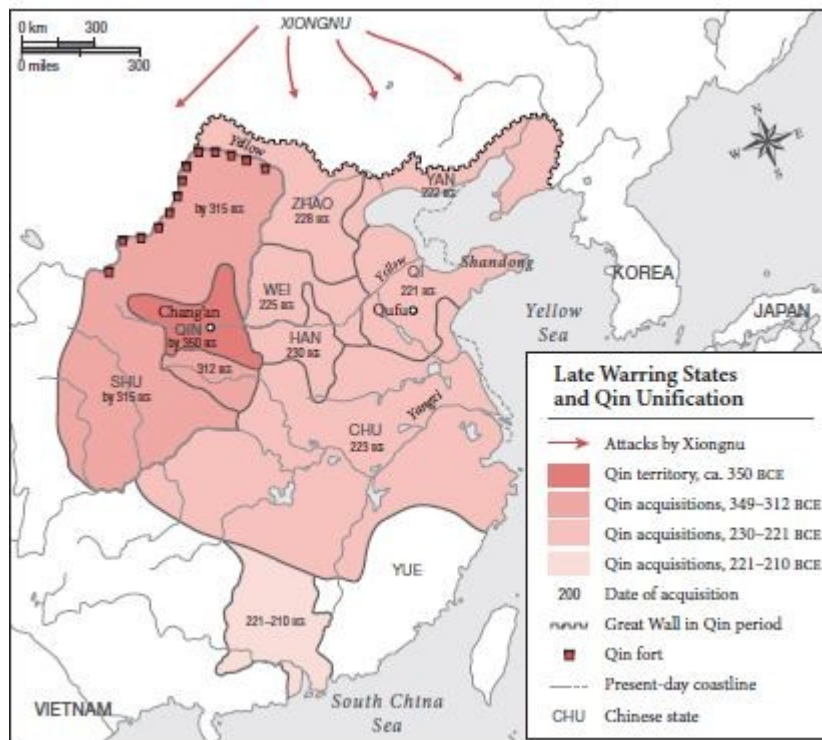 0 km 300
0 miles 300
XIONGNU
Yellow
YAN
222 BCE
ZHAO
228 BCE
by 315 BCE
Yellow
QI
221 BCE
Shandong
Qufu
WEI
225 BCE
KOREA
JAPAN
Chang'an
QIN
by 350 BCE
HAN
230 BCE
Yellow
Sea
312 BCE
SHU
by 315 BCE
CHU
223 BCE
Yangzi
YUE
221–210 BCE
VIETNAM
South China
Sea
N
E
S
W
Late Warring States
and Qin Unification
Attacks by Xiongnu
Qin territory, ca. 350 BCE
Qin acquisitions, 349–312 BCE
Qin acquisitions, 230–221 BCE
Qin acquisitions, 221–210 BCE
200 Date of acquisition
Great Wall in Qin period
Qin fort
Present-day coastline
CHU Chinese state